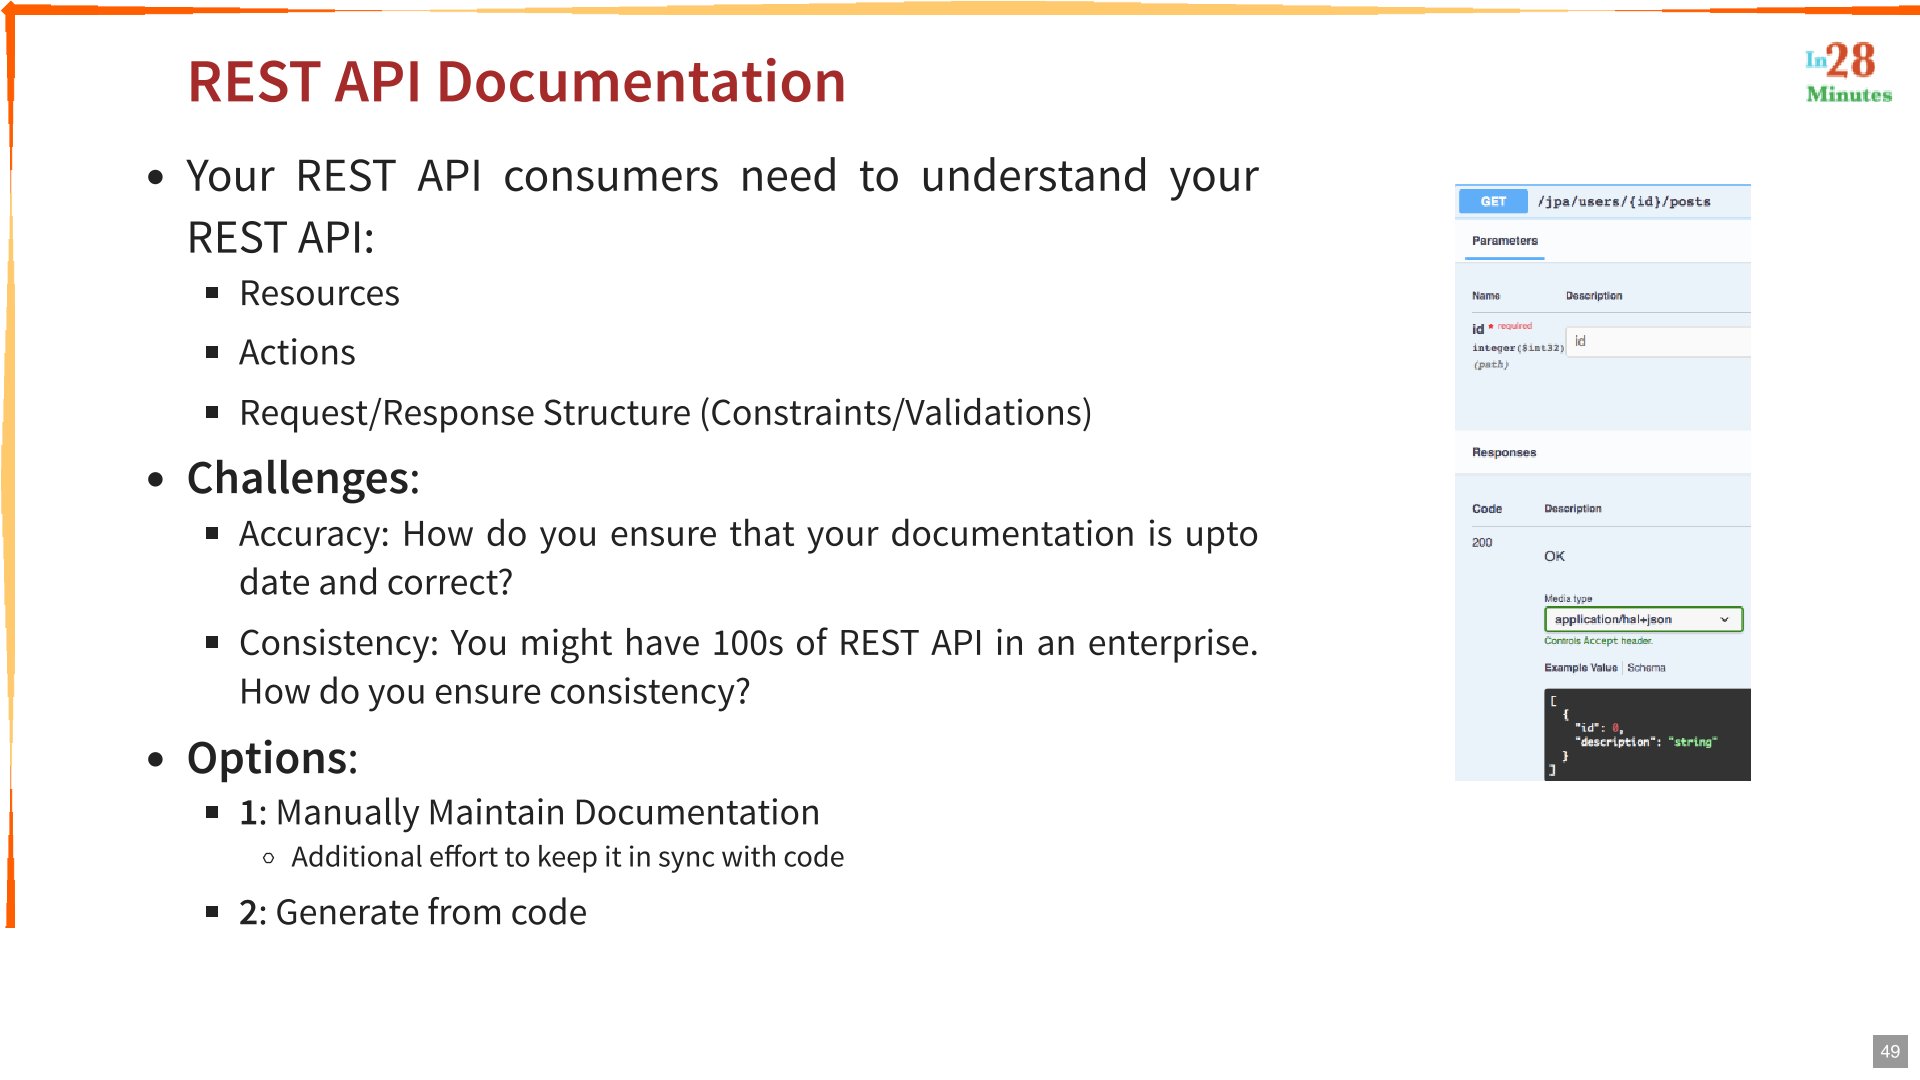 REST API Documentation
In28
Minutes
• Your REST API consumers need to understand your
REST API:
▪ Resources
▪ Actions
▪ Request/Response Structure (Constraints/Validations)
• Challenges:
▪ Accuracy: How do you ensure that your documentation is upto
date and correct?
▪ Consistency: You might have 100s of REST API in an enterprise.
How do you ensure consistency?
• Options:
▪ 1: Manually Maintain Documentation
○ Additional effort to keep it in sync with code
▪ 2: Generate from code
GET /jpa/users/{id}/posts
Parameters
Name Description
id * required
integer($int32)
(path)
id
Responses
Code Description
200
OK
Media type
application/hal+json
Controls Accept header.
Example Value | Schema
[
{
"id": 0,
"description": "string"
}
]
49